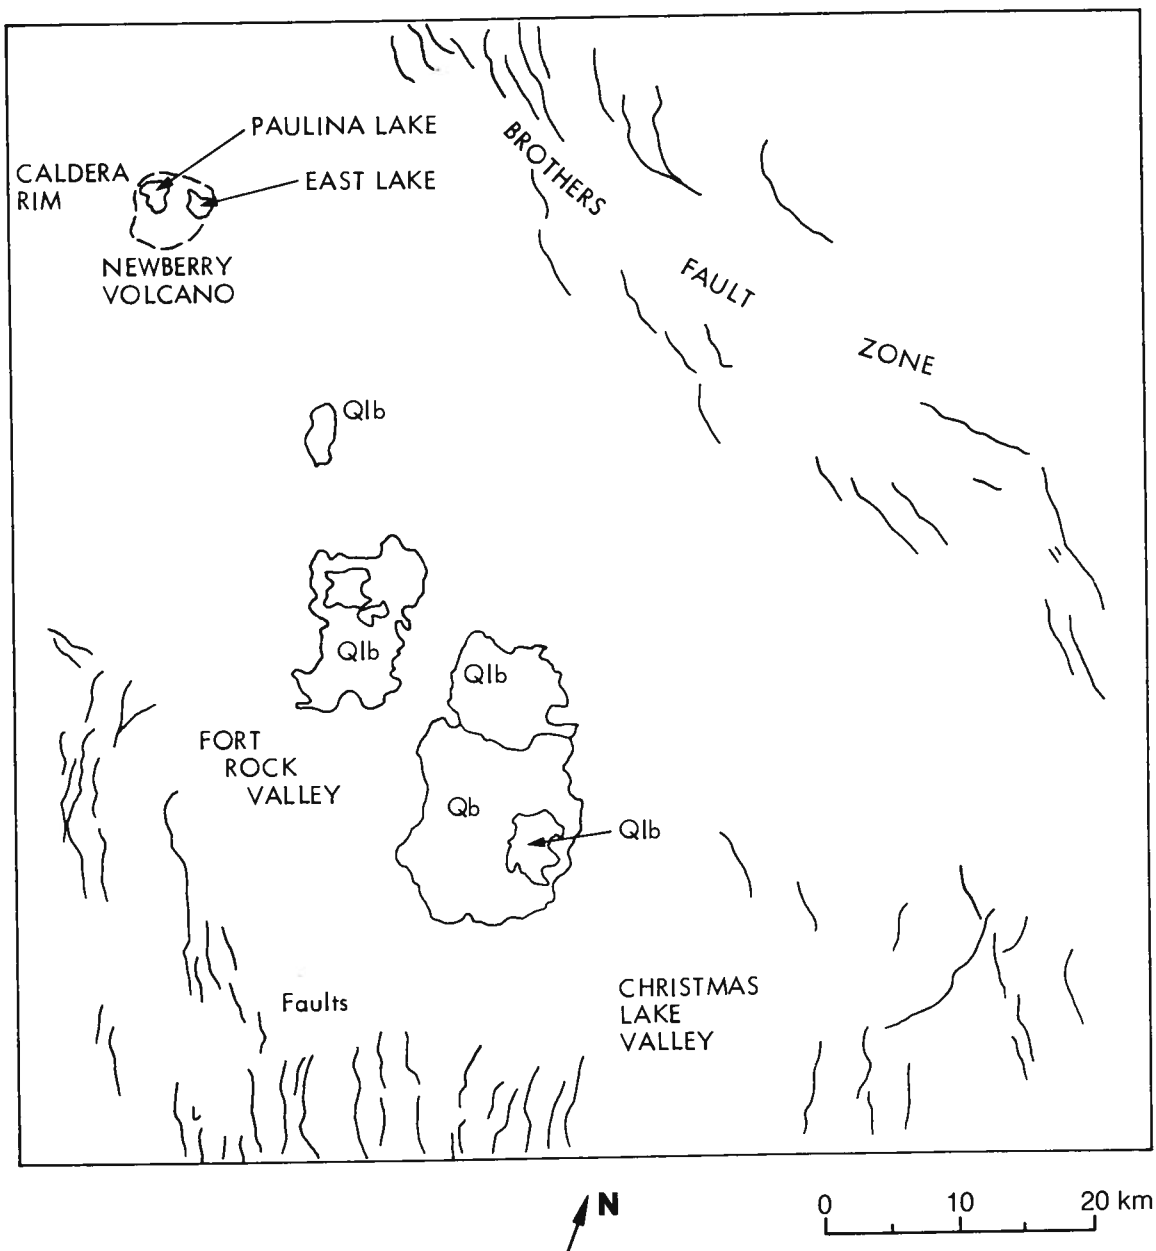 PAULINA LAKE
CALDERA
RIM
EAST LAKE
NEWBERRY
VOLCANO
BROTHERS
FAULT
ZONE
Qlb
Qlb
Qlb
FORT
ROCK
VALLEY
Qb
Qlb
Faults
CHRISTMAS
LAKE
VALLEY
N
0 10 20 km